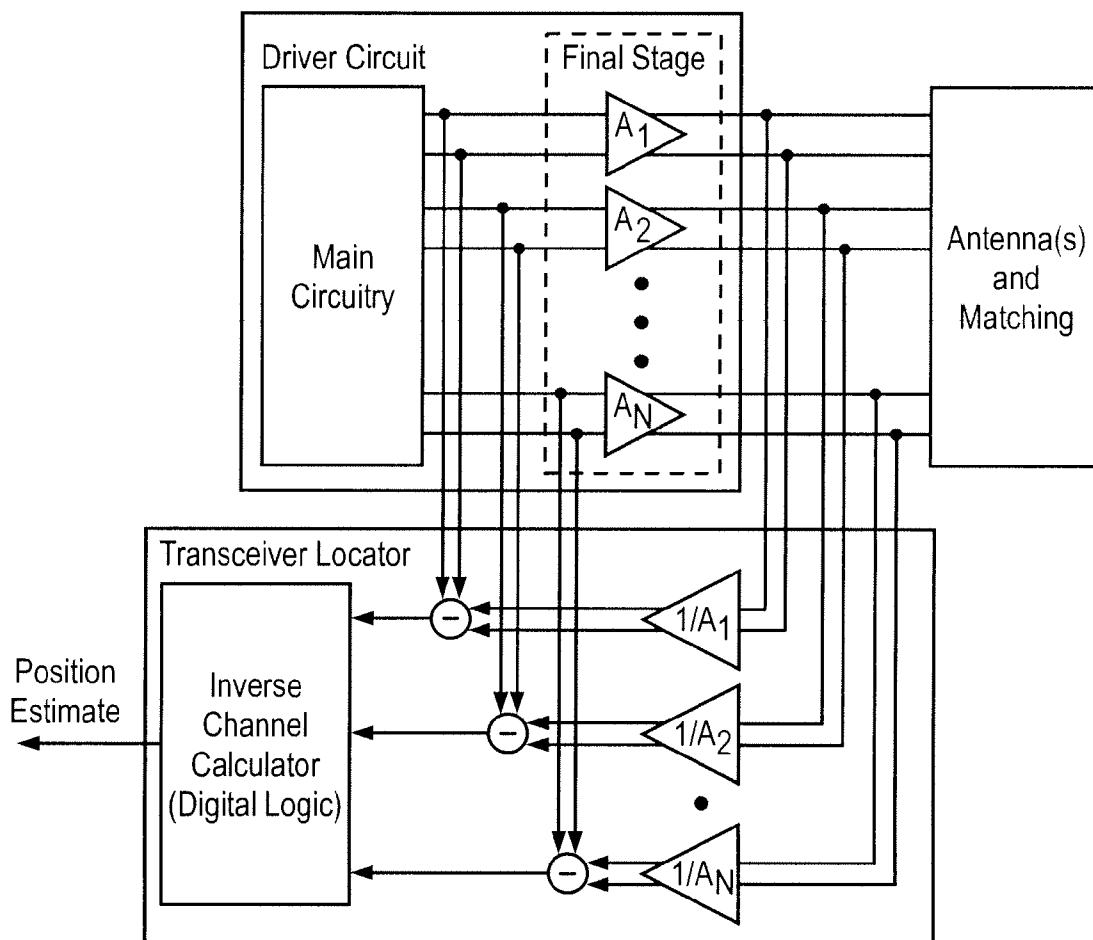 Driver Circuit
Final Stage
Main
Circuitry
A1
A2
AN
Antenna(s)
and
Matching
Transceiver Locator
Position
Estimate
Inverse
Channel
Calculator
(Digital Logic)
−
1/A1
−
1/A2
−
1/AN